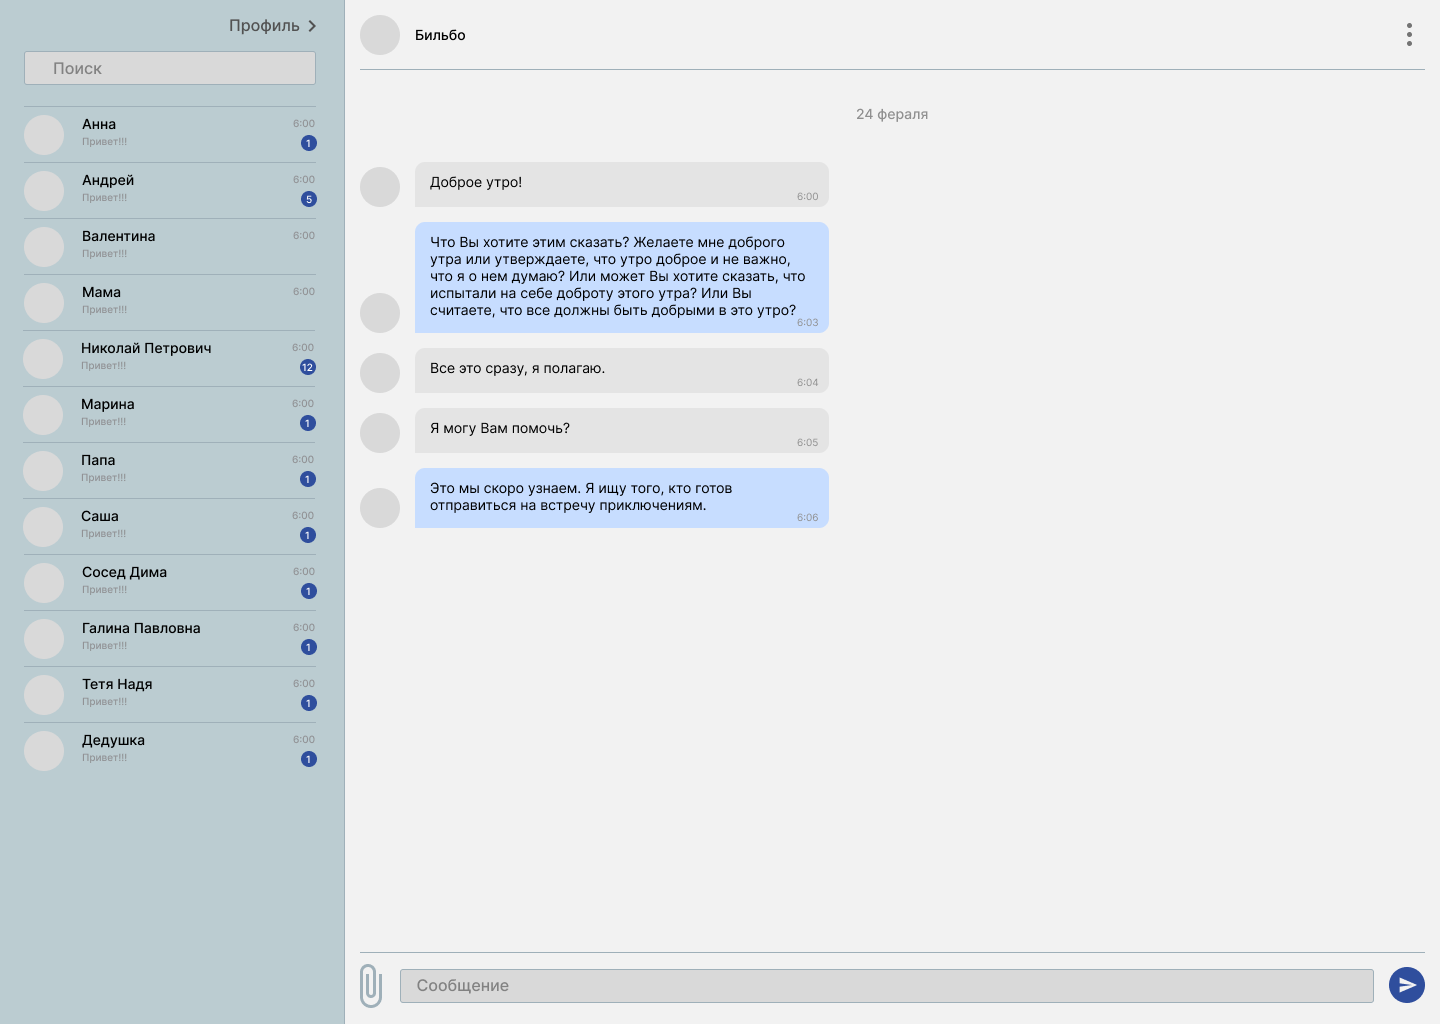 Профиль
Поиск
Анна
6:00
Привет!!!
1
Андрей
6:00
Привет!!!
5
Валентина
6:00
Привет!!!
Мама
6:00
Привет!!!
Николай Петрович
6:00
Привет!!!
12
Марина
6:00
Привет!!!
1
Папа
6:00
Привет!!!
1
Саша
6:00
Привет!!!
1
Сосед Дима
6:00
Привет!!!
1
Галина Павловна
6:00
Привет!!!
1
Тетя Надя
6:00
Привет!!!
1
Дедушка
6:00
Привет!!!
1
Бильбо
24 фераля
Доброе утро!
6:00
Что Вы хотите этим сказать? Желаете мне доброго
утра или утверждаете, что утро доброе и не важно,
что я о нем думаю? Или может Вы хотите сказать, что
испытали на себе доброту этого утра? Или Вы
считаете, что все должны быть добрыми в это утро?
6:03
Все это сразу, я полагаю.
6:04
Я могу Вам помочь?
6:05
Это мы скоро узнаем. Я ищу того, кто готов
отправиться на встречу приключениям.
6:06
Сообщение